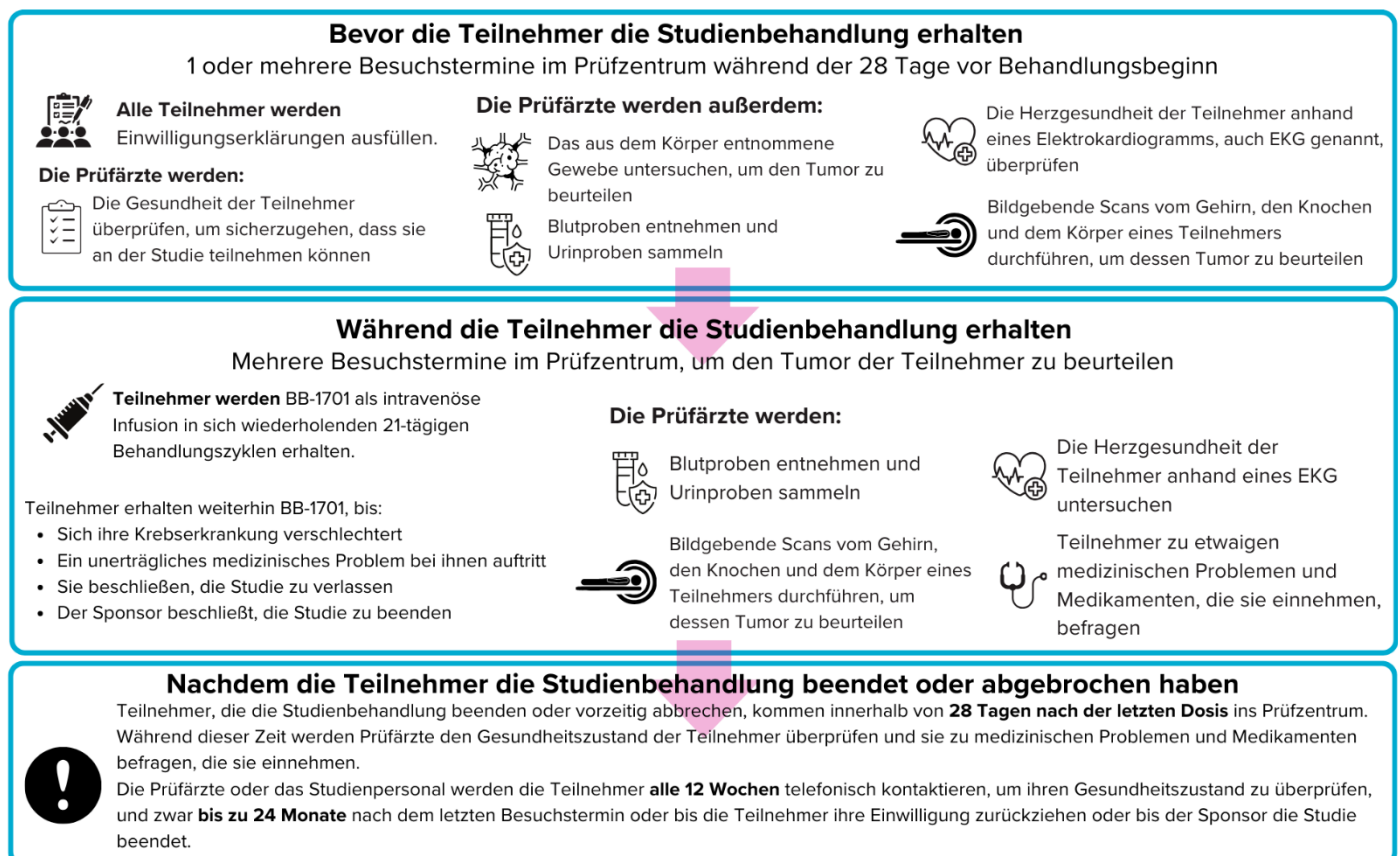 Bevor die Teilnehmer die Studienbehandlung erhalten
1 oder mehrere Besuchstermine im Prüfzentrum während der 28 Tage vor Behandlungsbeginn
Alle Teilnehmer werden
Einwilligungserklärungen ausfüllen.
Die Prüfärzte werden:
Die Gesundheit der Teilnehmer
überprüfen, um sicherzugehen, dass sie
an der Studie teilnehmen können
Die Prüfärzte werden außerdem:
Das aus dem Körper entnommene
Gewebe untersuchen, um den Tumor zu
beurteilen
Blutproben entnehmen und
Urinproben sammeln
Die Herzgesundheit der Teilnehmer anhand
eines Elektrokardiogramms, auch EKG genannt,
überprüfen
Bildgebende Scans vom Gehirn, den Knochen
und dem Körper eines Teilnehmers
durchführen, um dessen Tumor zu beurteilen
Während die Teilnehmer die Studienbehandlung erhalten
Mehrere Besuchstermine im Prüfzentrum, um den Tumor der Teilnehmer zu beurteilen
Teilnehmer werden BB-1701 als intravenöse
Infusion in sich wiederholenden 21-tägigen
Behandlungszyklen erhalten.
Teilnehmer erhalten weiterhin BB-1701, bis:
• Sich ihre Krebserkrankung verschlechtert
• Ein unerträgliches medizinisches Problem bei ihnen auftritt
• Sie beschließen, die Studie zu verlassen
• Der Sponsor beschließt, die Studie zu beenden
Die Prüfärzte werden:
Blutproben entnehmen und
Urinproben sammeln
Bildgebende Scans vom Gehirn,
den Knochen und dem Körper eines
Teilnehmers durchführen, um
dessen Tumor zu beurteilen
Die Herzgesundheit der
Teilnehmer anhand eines EKG
untersuchen
Teilnehmer zu etwaigen
medizinischen Problemen und
Medikamenten, die sie einnehmen,
befragen
Nachdem die Teilnehmer die Studienbehandlung beendet oder abgebrochen haben
Teilnehmer, die die Studienbehandlung beenden oder vorzeitig abbrechen, kommen innerhalb von 28 Tagen nach der letzten Dosis ins Prüfzentrum.
Während dieser Zeit werden Prüfärzte den Gesundheitszustand der Teilnehmer überprüfen und sie zu medizinischen Problemen und Medikamenten
befragen, die sie einnehmen.
Die Prüfärzte oder das Studienpersonal werden die Teilnehmer alle 12 Wochen telefonisch kontaktieren, um ihren Gesundheitszustand zu überprüfen,
und zwar bis zu 24 Monate nach dem letzten Besuchstermin oder bis die Teilnehmer ihre Einwilligung zurückziehen oder bis der Sponsor die Studie
beendet.